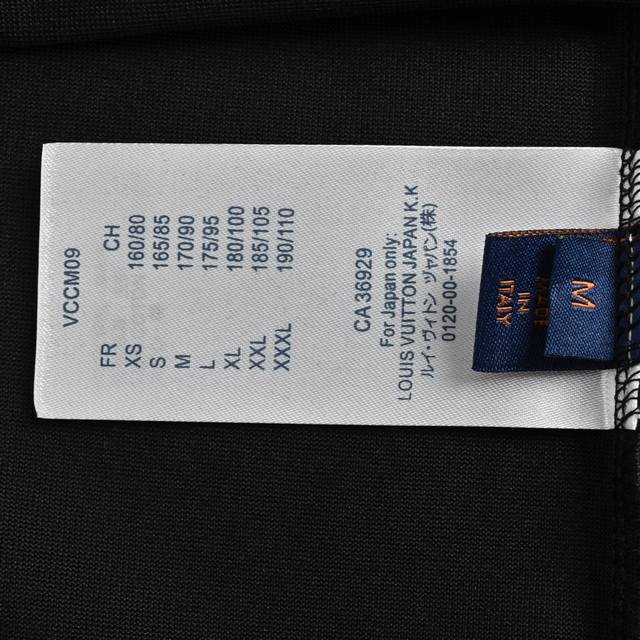 VCCM09
FR CH
XS 160/80
S 165/85
M 170/90
L 175/95
XL 180/100
XXL 185/105
XXXL 190/110
CA 36929
For Japan only:
LOUIS VUITTON JAPAN K.K
ルイ・ヴィトン ジャパン(株)
0120-00-1854
MADE
IN
ITALY
M